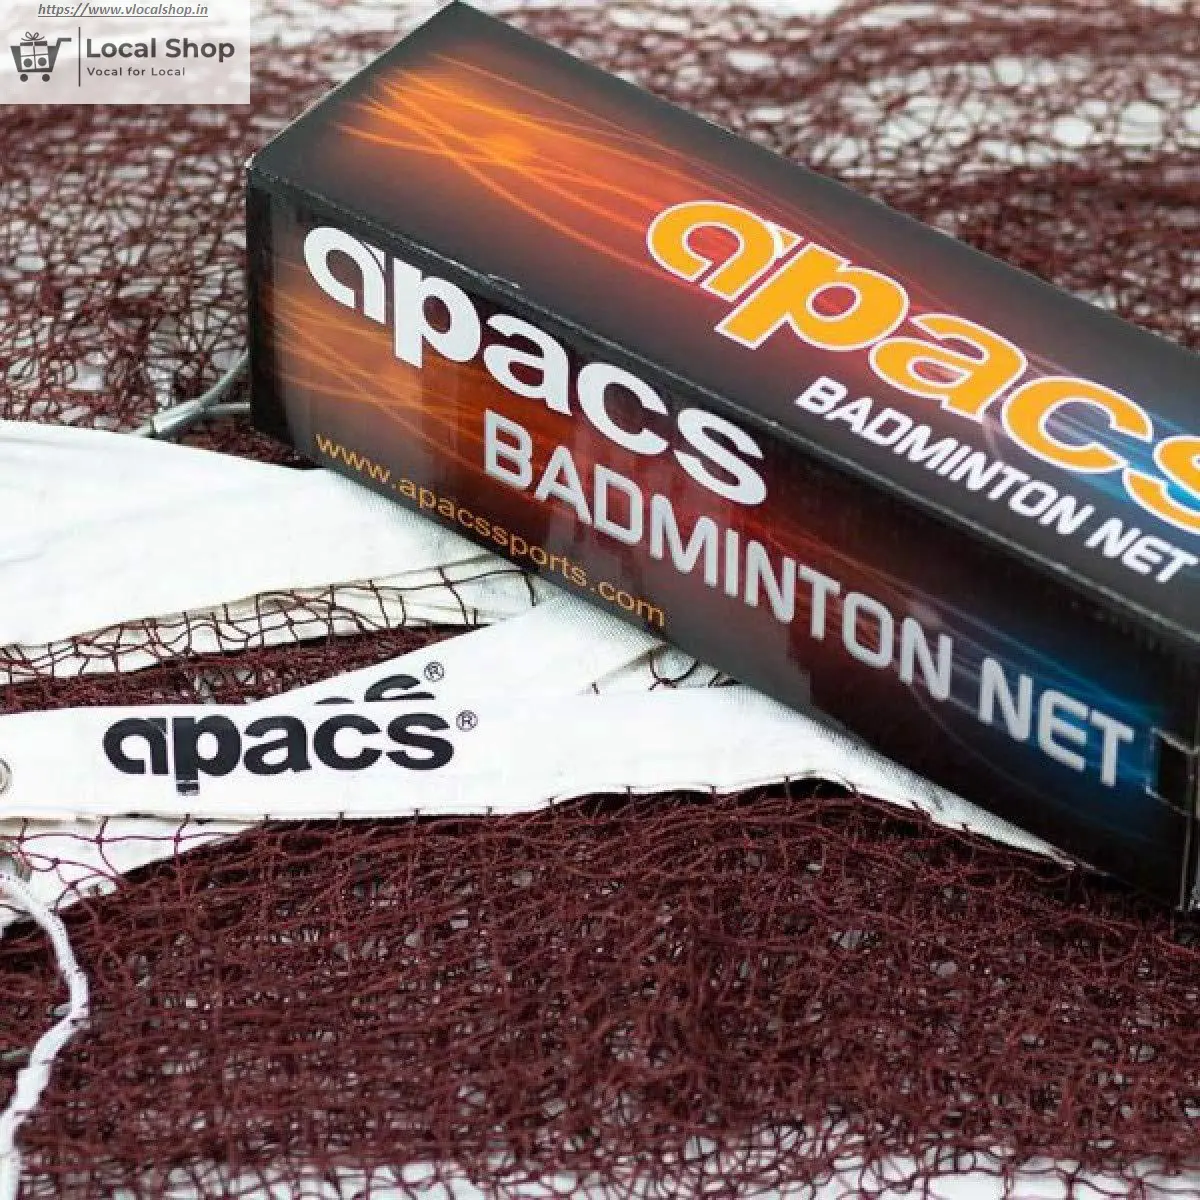 https://www.vlocalshop.in
Local Shop
Vocal for Local
apacs
BADMINTON NET
apacs
BADMINTON NET
www.apacssports.com
cs®
apacs®